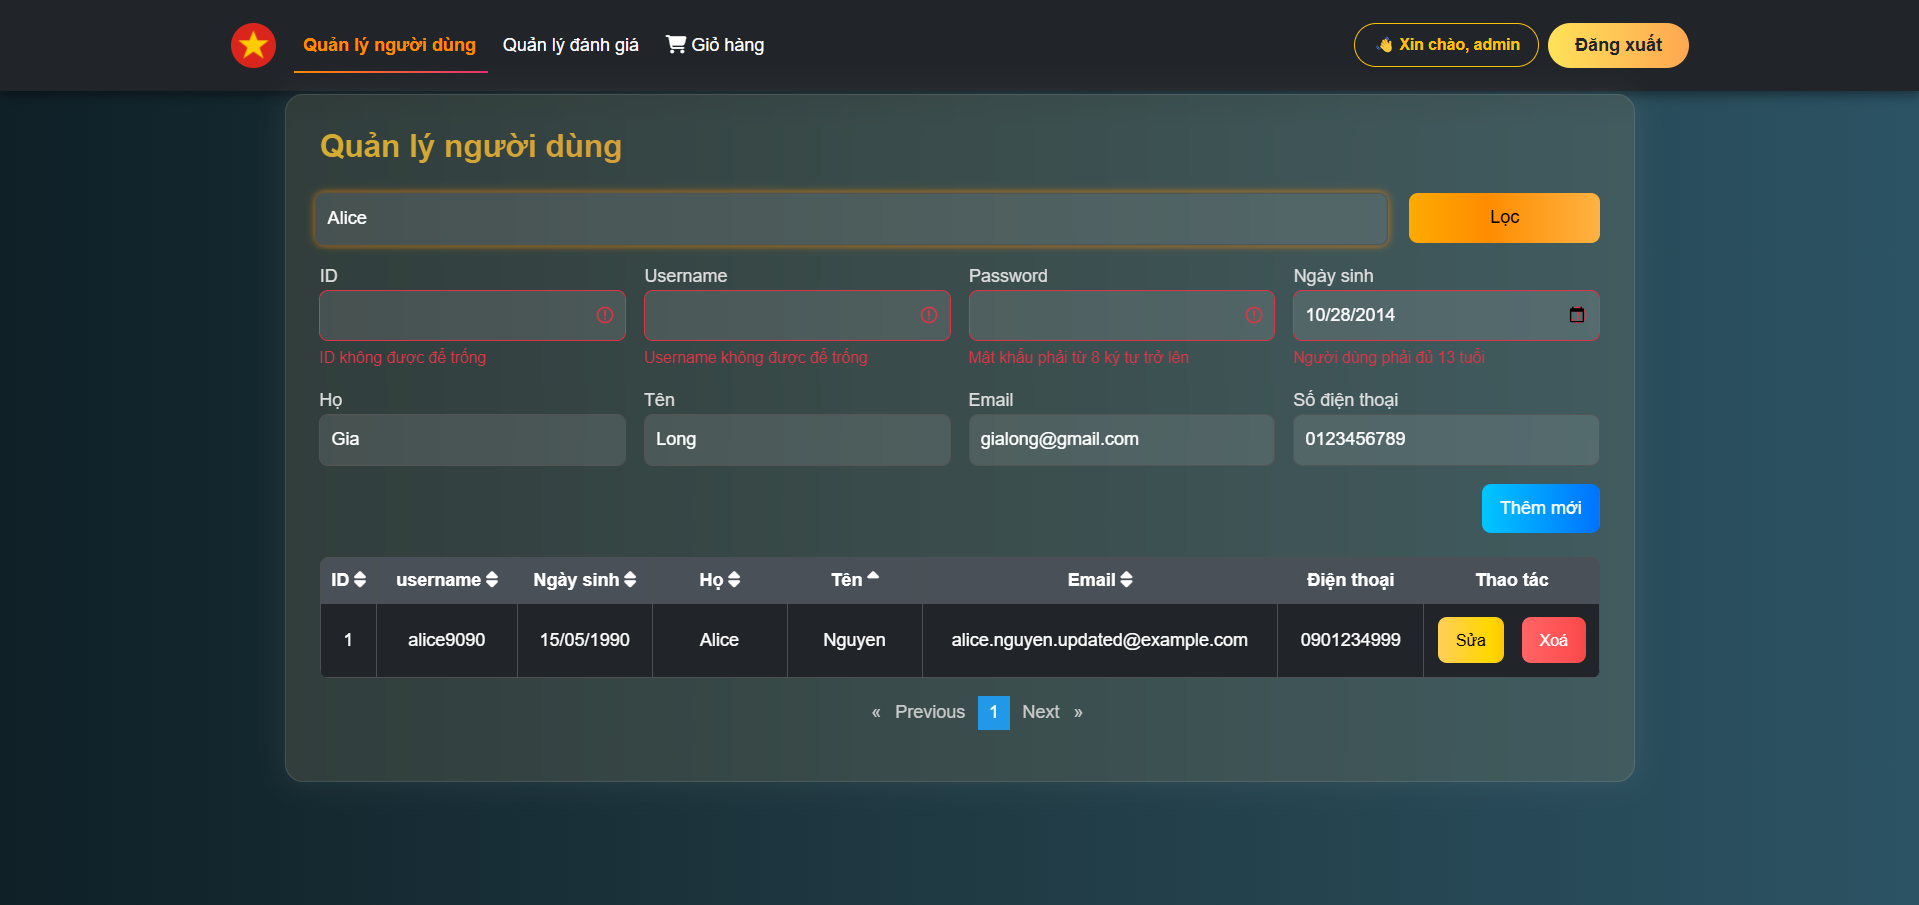 Quản lý người dùng Quản lý đánh giá Giỏ hàng 👋 Xin chào, admin Đăng xuất
Quản lý người dùng
Alice Lọc
ID Username Password Ngày sinh
10/28/2014
ID không được để trống Username không được để trống Mật khẩu phải từ 8 ký tự trở lên Người dùng phải đủ 13 tuổi
Họ Tên Email Số điện thoại
Gia Long gialong@gmail.com 0123456789
Thêm mới
ID username Ngày sinh Họ Tên Email Điện thoại Thao tác
1 alice9090 15/05/1990 Alice Nguyen alice.nguyen.updated@example.com 0901234999 Sửa Xoá
« Previous 1 Next »